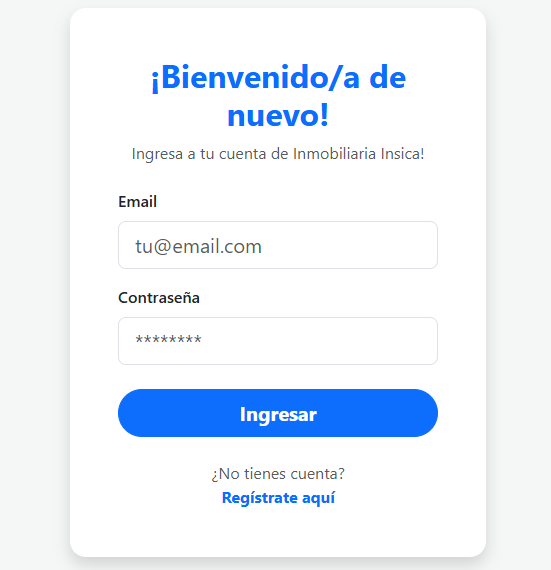 ¡Bienvenido/a de
nuevo!
Ingresa a tu cuenta de Inmobiliaria Insica!
Email
tu@email.com
Contraseña
********
Ingresar
¿No tienes cuenta?
Regístrate aquí